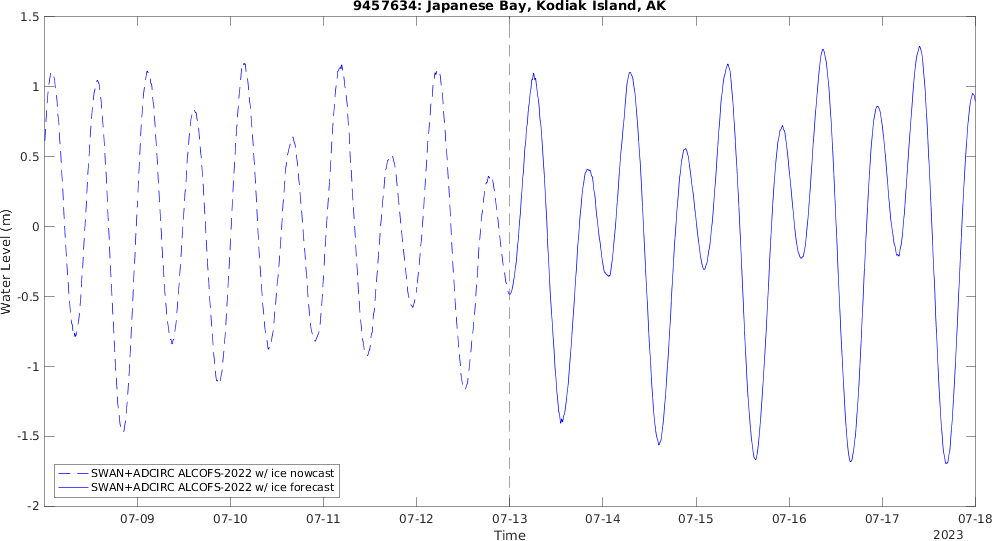 9457634: Japanese Bay, Kodiak Island, AK
1.5
1
0.5
0
-0.5
-1
-1.5
-2
Water Level (m)
SWAN+ADCIRC ALCOFS-2022 w/ ice nowcast
SWAN+ADCIRC ALCOFS-2022 w/ ice forecast
07-09 07-10 07-11 07-12 07-13 07-14 07-15 07-16 07-17 07-18
Time
2023